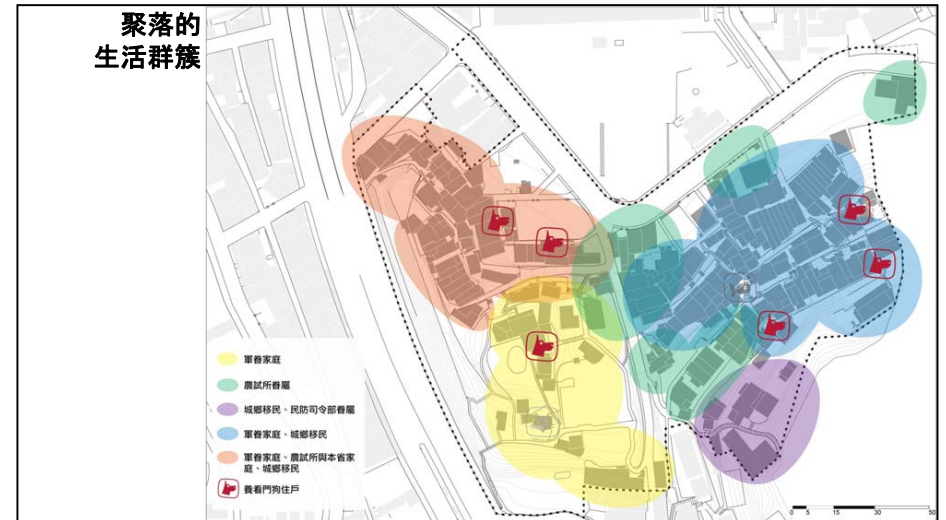 聚落的
生活群簇
軍眷家庭
農試所眷屬
城鄉移民、民防司令部眷屬
軍眷家庭、城鄉移民
軍眷家庭、農試所與本省家
庭、城鄉移民
養看門狗住戶
0 5 15 30 50